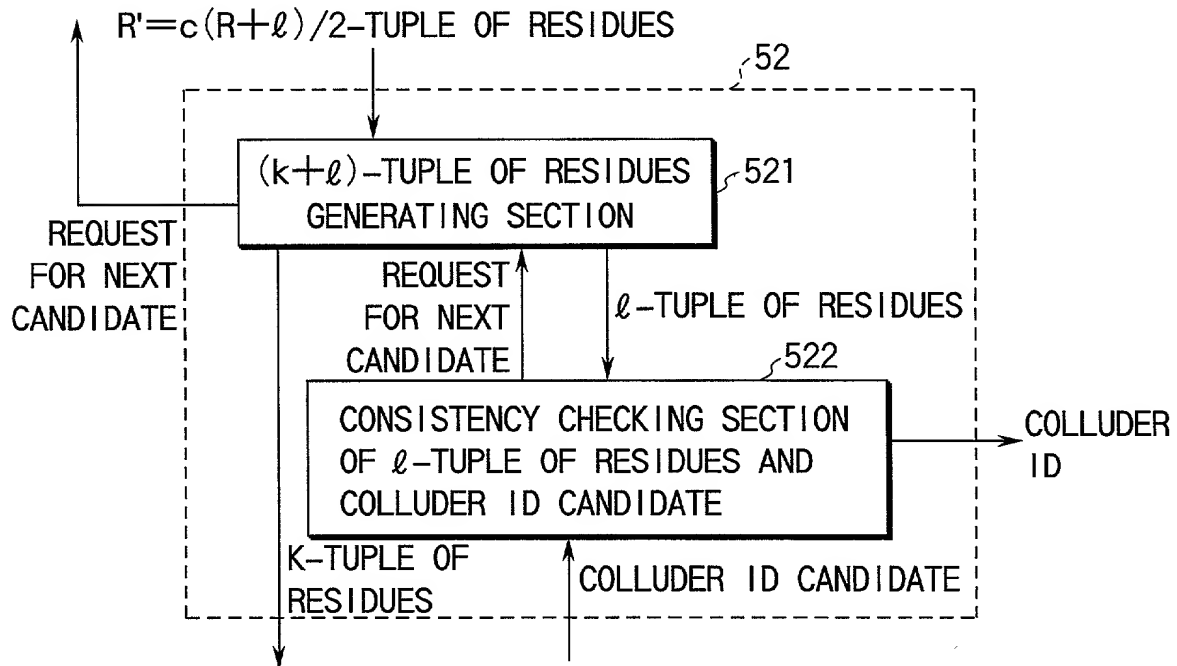 R'=c(R+ℓ)/2-TUPLE OF RESIDUES
52
(k+ℓ)-TUPLE OF RESIDUES
GENERATING SECTION
521
REQUEST
FOR NEXT
CANDIDATE
REQUEST
FOR NEXT
CANDIDATE
ℓ-TUPLE OF RESIDUES
522
CONSISTENCY CHECKING SECTION
OF ℓ-TUPLE OF RESIDUES AND
COLLUDER ID CANDIDATE
COLLUDER
ID
K-TUPLE OF
RESIDUES
COLLUDER ID CANDIDATE